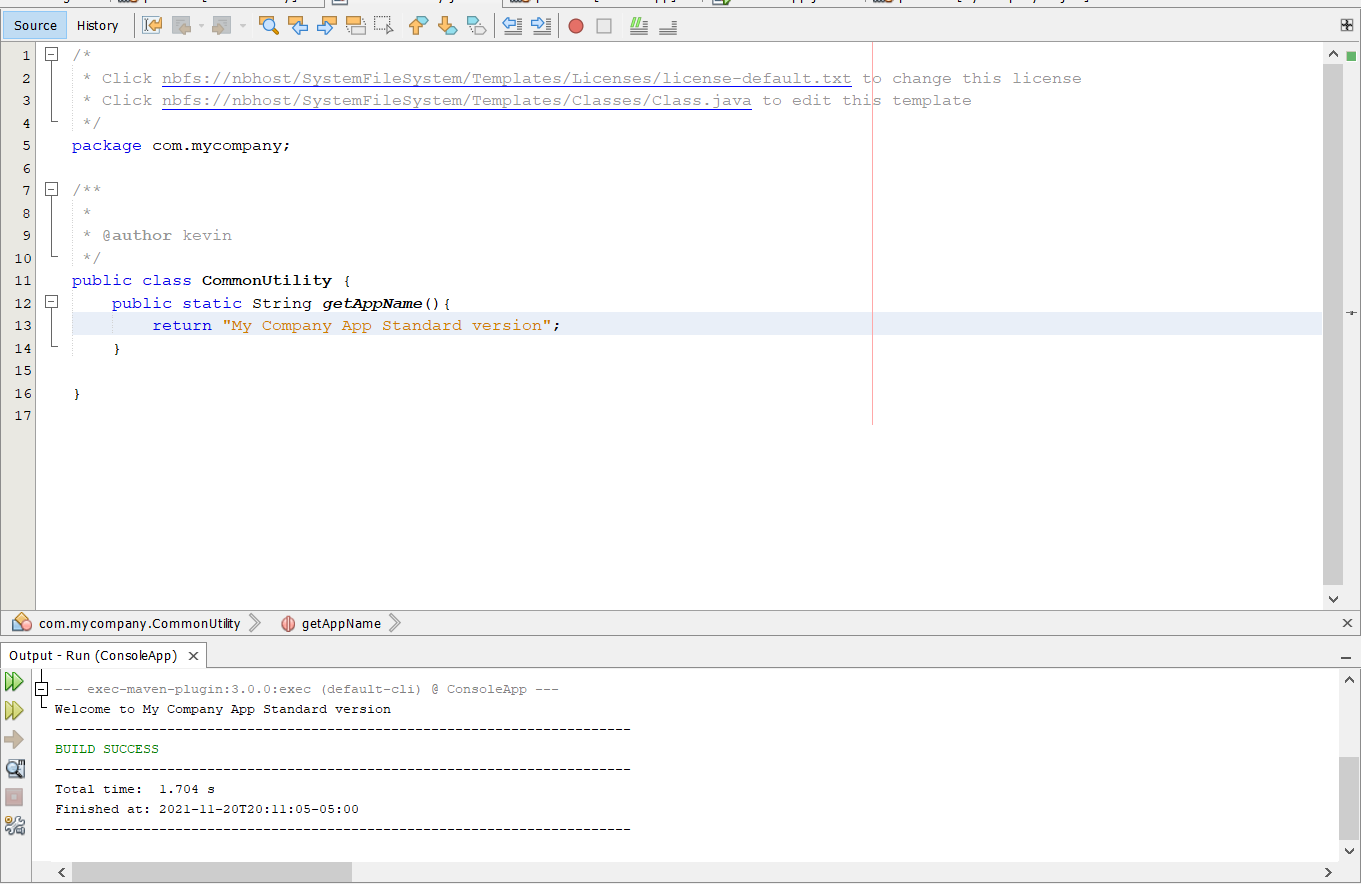 Source History
1 /*
2 * Click nbfs://nbhost/SystemFileSystem/Templates/Licenses/license-default.txt to change this license
3 * Click nbfs://nbhost/SystemFileSystem/Templates/Classes/Class.java to edit this template
4 */
5 package com.mycompany;
6
7 /**
8 *
9 * @author kevin
10 */
11 public class CommonUtility {
12 public static String getAppName(){
13 return "My Company App Standard version";
14 }
15
16 }
17
com.mycompany.CommonUtility getAppName
Output - Run (ConsoleApp)
--- exec-maven-plugin:3.0.0:exec (default-cli) @ ConsoleApp ---
Welcome to My Company App Standard version
------------------------------------------------------------------------
BUILD SUCCESS
------------------------------------------------------------------------
Total time:  1.704 s
Finished at: 2021-11-20T20:11:05-05:00
------------------------------------------------------------------------